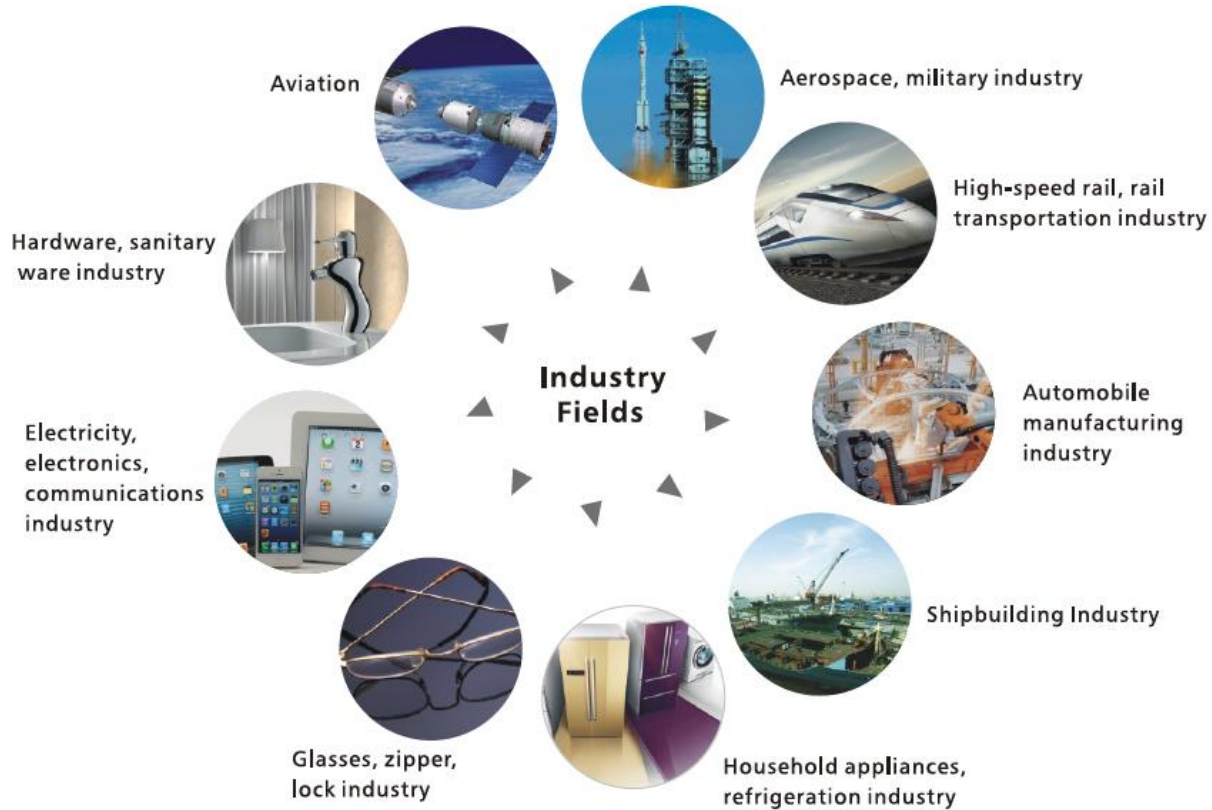 Aviation
Aerospace, military industry
High-speed rail, rail
transportation industry
Hardware, sanitary
ware industry
Industry
Fields
Automobile
manufacturing
industry
Electricity,
electronics,
communications
industry
Shipbuilding Industry
Glasses, zipper,
lock industry
Household appliances,
refrigeration industry